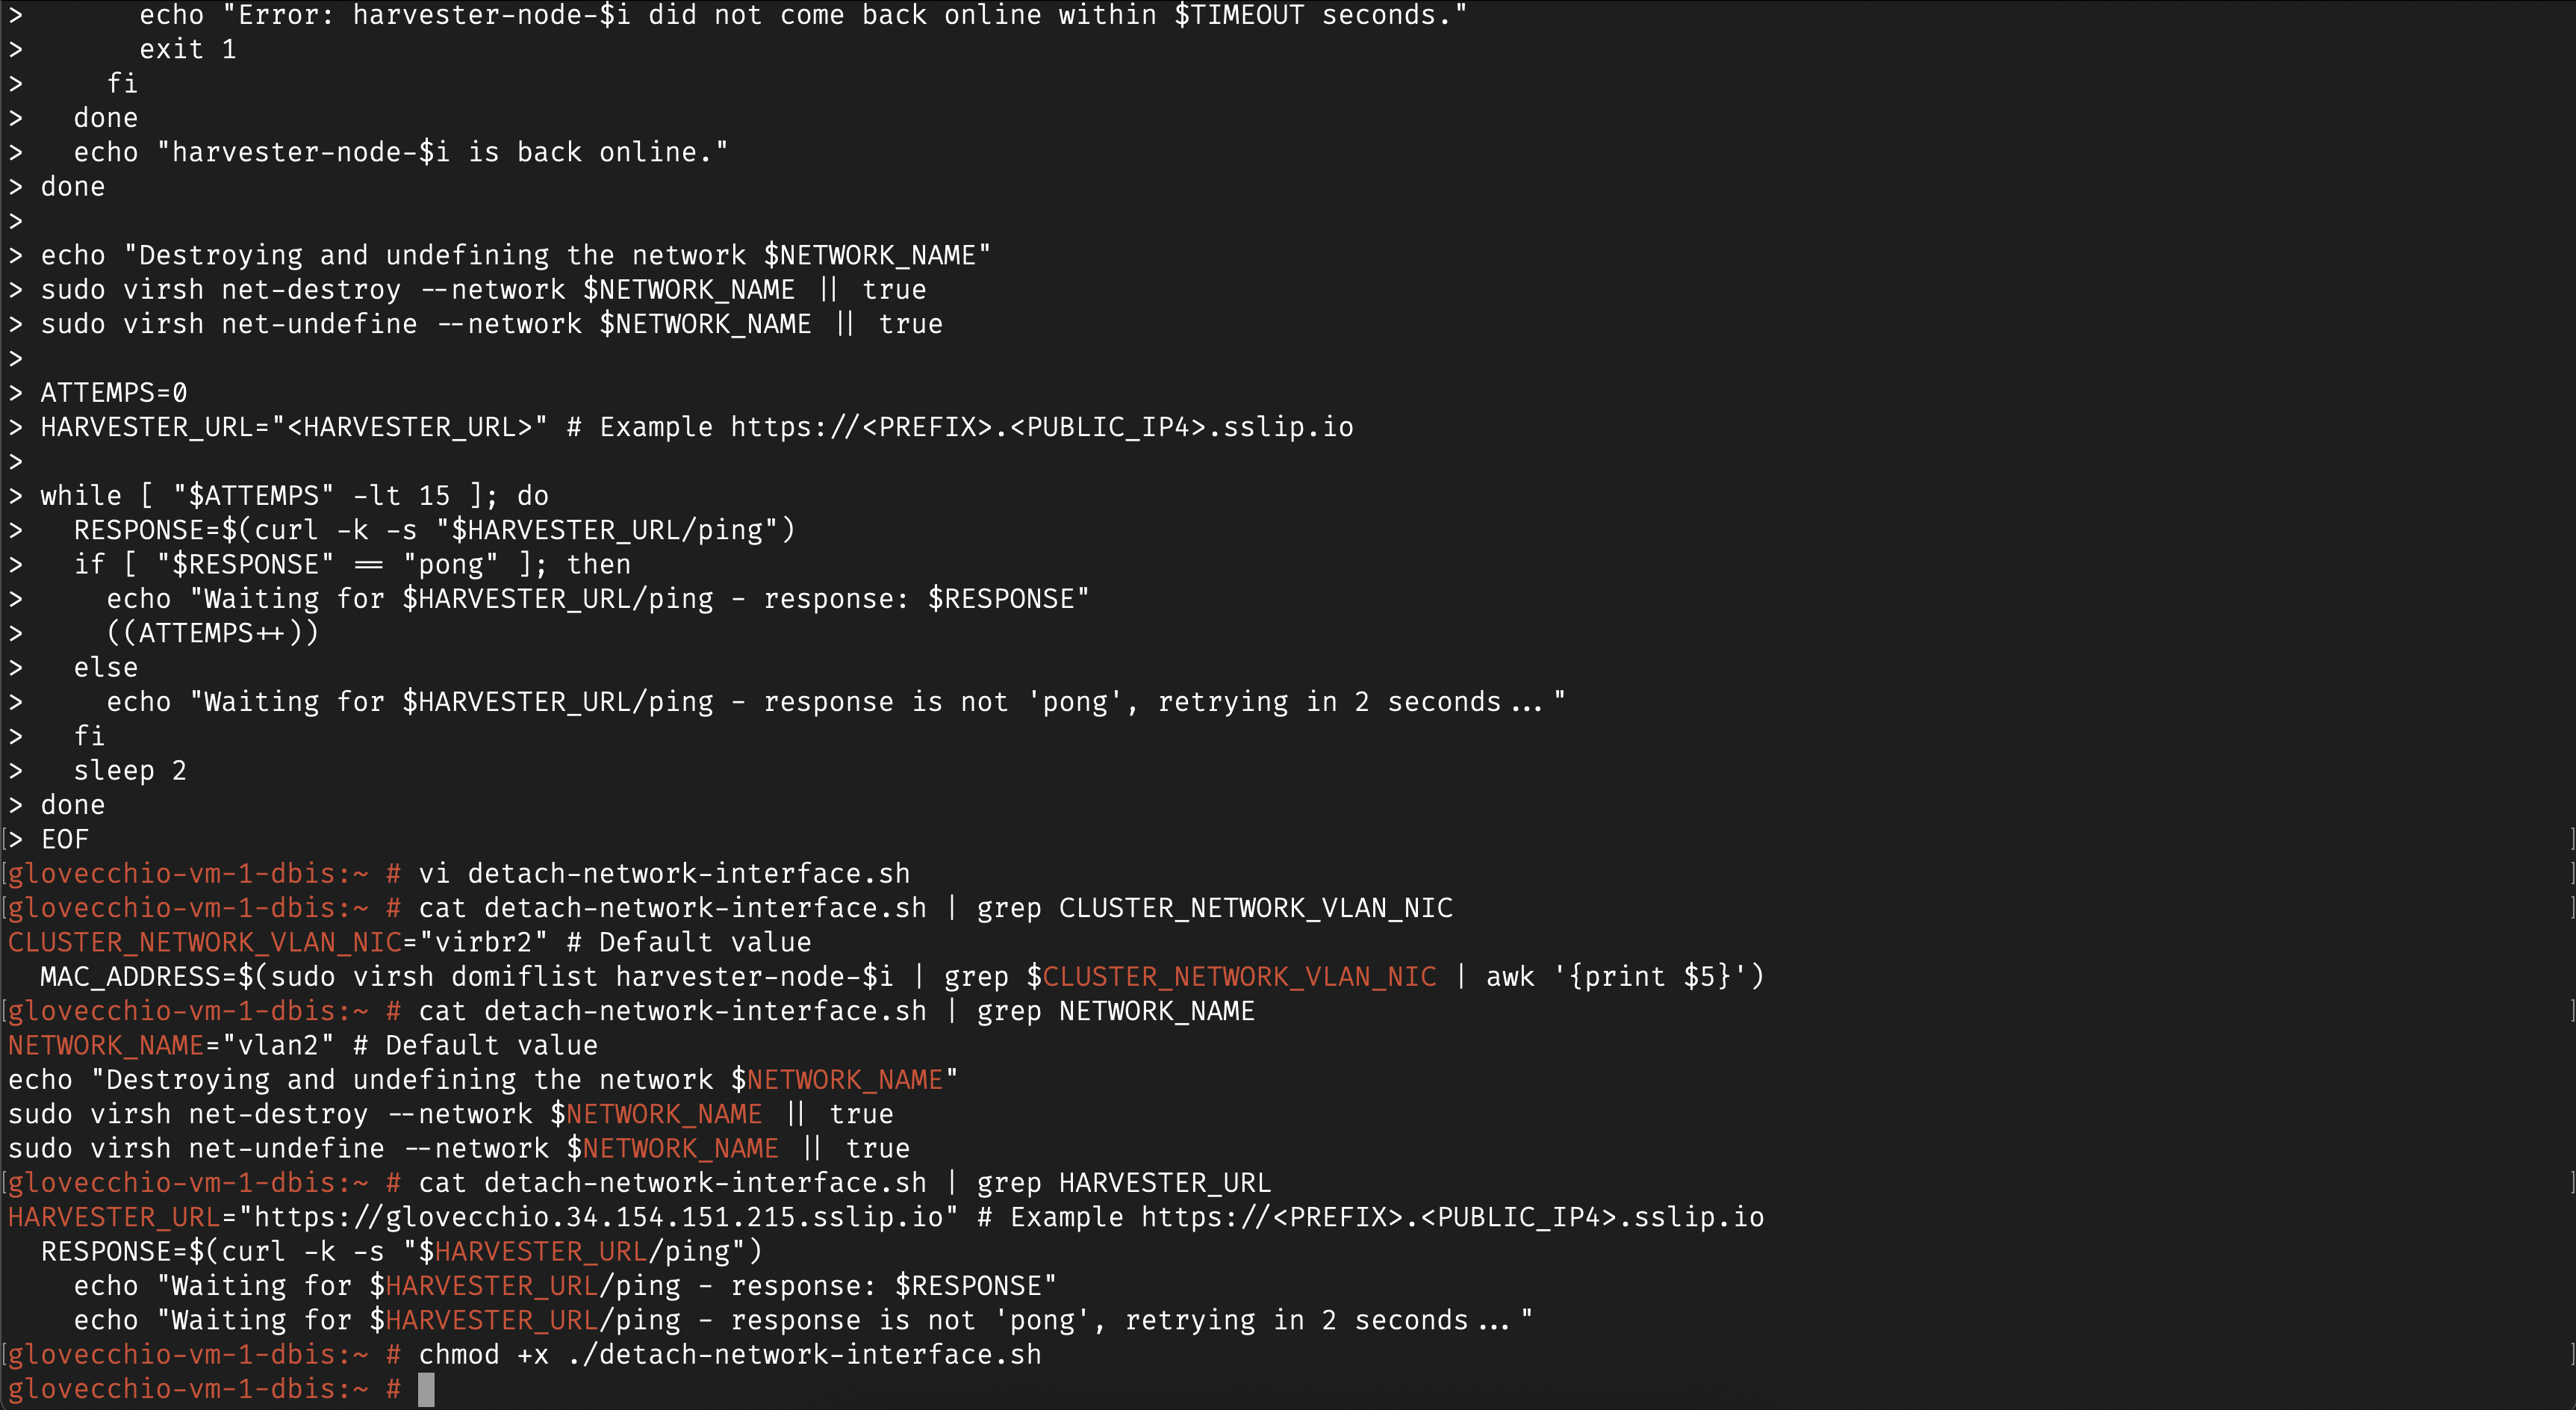 >       echo "Error: harvester-node-$i did not come back online within $TIMEOUT seconds."
>       exit 1
>     fi
>   done
>   echo "harvester-node-$i is back online."
> done
>
> echo "Destroying and undefining the network $NETWORK_NAME"
> sudo virsh net-destroy --network $NETWORK_NAME || true
> sudo virsh net-undefine --network $NETWORK_NAME || true
>
> ATTEMPS=0
> HARVESTER_URL="<HARVESTER_URL>" # Example https://<PREFIX>.<PUBLIC_IP4>.sslip.io
>
> while [ "$ATTEMPS" -lt 15 ]; do
>   RESPONSE=$(curl -k -s "$HARVESTER_URL/ping")
>   if [ "$RESPONSE" == "pong" ]; then
>     echo "Waiting for $HARVESTER_URL/ping - response: $RESPONSE"
>     ((ATTEMPS++))
>   else
>     echo "Waiting for $HARVESTER_URL/ping - response is not 'pong', retrying in 2 seconds..."
>   fi
>   sleep 2
> done
[> EOF ]
[glovecchio-vm-1-dbis:~ # vi detach-network-interface.sh ]
[glovecchio-vm-1-dbis:~ # cat detach-network-interface.sh | grep CLUSTER_NETWORK_VLAN_NIC ]
CLUSTER_NETWORK_VLAN_NIC="virbr2" # Default value
  MAC_ADDRESS=$(sudo virsh domiflist harvester-node-$i | grep $CLUSTER_NETWORK_VLAN_NIC | awk '{print $5}')
[glovecchio-vm-1-dbis:~ # cat detach-network-interface.sh | grep NETWORK_NAME ]
NETWORK_NAME="vlan2" # Default value
echo "Destroying and undefining the network $NETWORK_NAME"
sudo virsh net-destroy --network $NETWORK_NAME || true
sudo virsh net-undefine --network $NETWORK_NAME || true
[glovecchio-vm-1-dbis:~ # cat detach-network-interface.sh | grep HARVESTER_URL ]
HARVESTER_URL="https://glovecchio.34.154.151.215.sslip.io" # Example https://<PREFIX>.<PUBLIC_IP4>.sslip.io
  RESPONSE=$(curl -k -s "$HARVESTER_URL/ping")
    echo "Waiting for $HARVESTER_URL/ping - response: $RESPONSE"
    echo "Waiting for $HARVESTER_URL/ping - response is not 'pong', retrying in 2 seconds..."
[glovecchio-vm-1-dbis:~ # chmod +x ./detach-network-interface.sh ]
glovecchio-vm-1-dbis:~ #